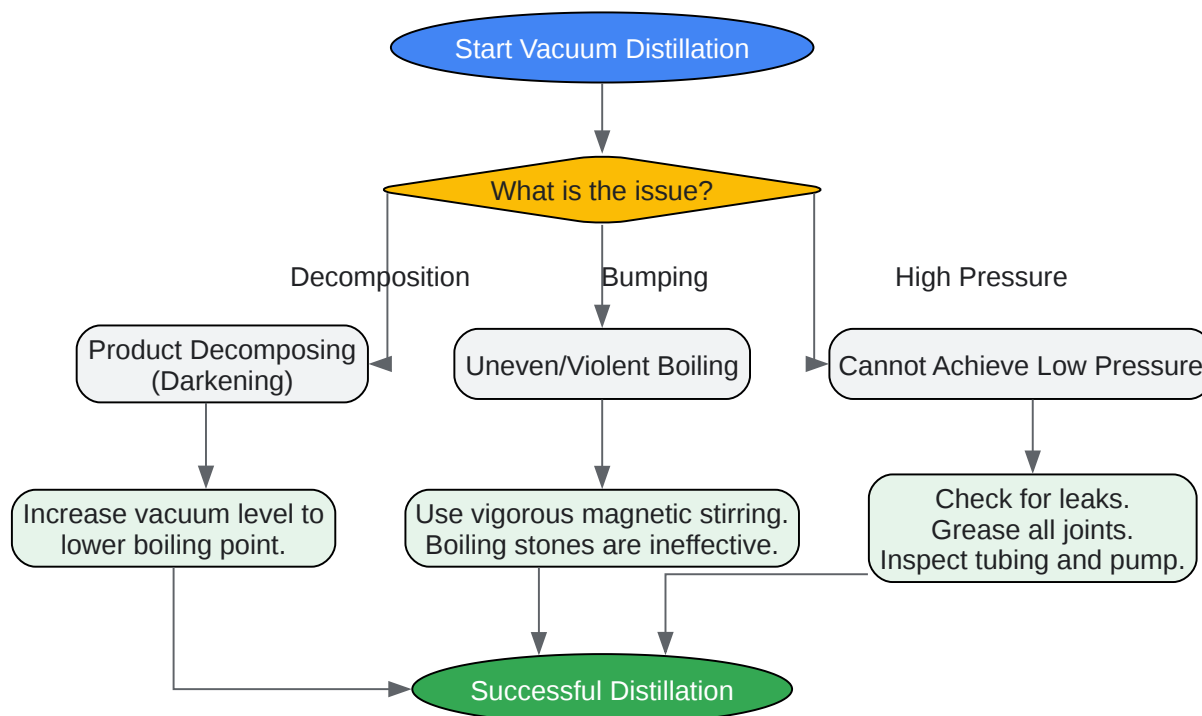 Start Vacuum Distillation
What is the issue?
Decomposition
Bumping
High Pressure
Product Decomposing
(Darkening)
Uneven/Violent Boiling
Cannot Achieve Low Pressure
Increase vacuum level to
lower boiling point.
Use vigorous magnetic stirring.
Boiling stones are ineffective.
Check for leaks.
Grease all joints.
Inspect tubing and pump.
Successful Distillation